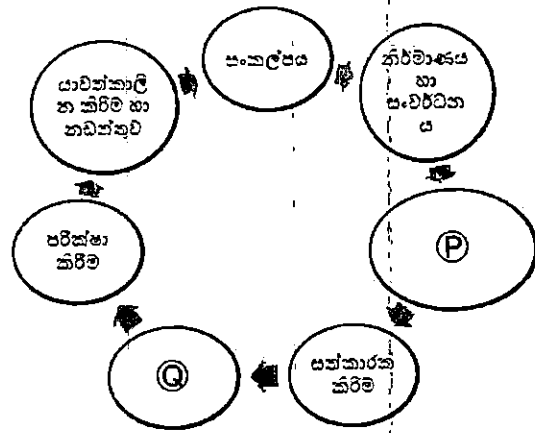 සංකල්පය
නිර්මාණය
හා
සංවර්ධන
ය
P
සත්කාරක
කිරීම
Q
පරීක්ෂා
කිරීම
යාවත්කාලී
න කිරීම හා
නඩත්තුව